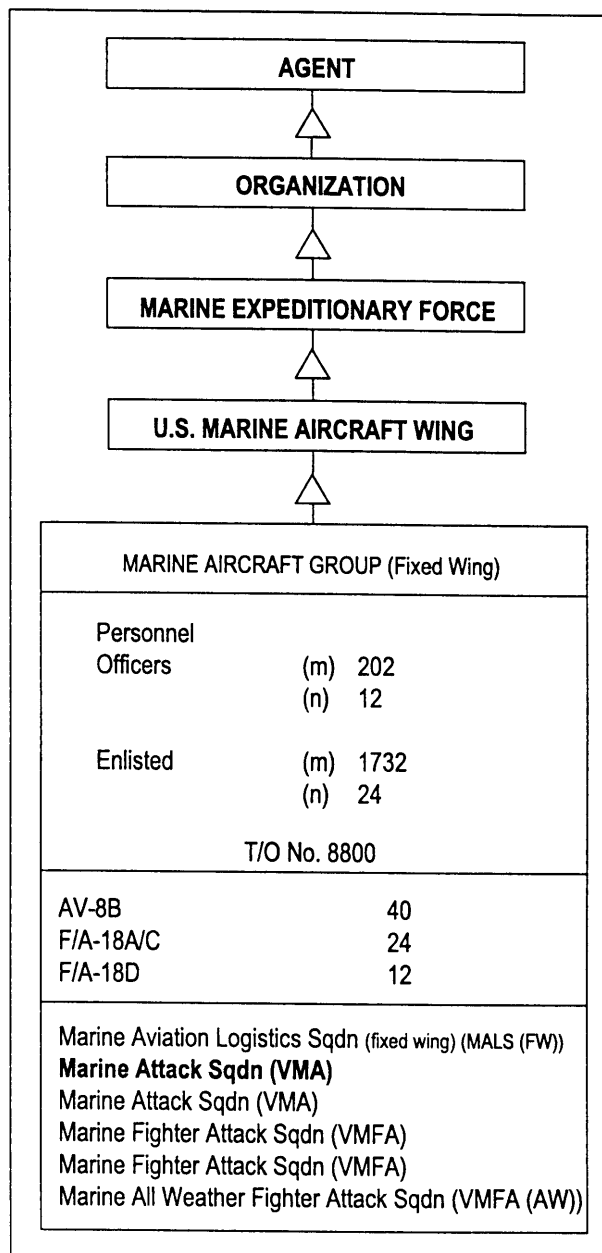 AGENT
ORGANIZATION
MARINE EXPEDITIONARY FORCE
U.S. MARINE AIRCRAFT WING
MARINE AIRCRAFT GROUP (Fixed Wing)
Personnel
Officers (m) 202
(n) 12
Enlisted (m) 1732
(n) 24
T/O No. 8800
AV-8B 40
F/A-18A/C 24
F/A-18D 12
Marine Aviation Logistics Sqdn (fixed wing) (MALS (FW))
Marine Attack Sqdn (VMA)
Marine Attack Sqdn (VMA)
Marine Fighter Attack Sqdn (VMFA)
Marine Fighter Attack Sqdn (VMFA)
Marine All Weather Fighter Attack Sqdn (VMFA (AW))